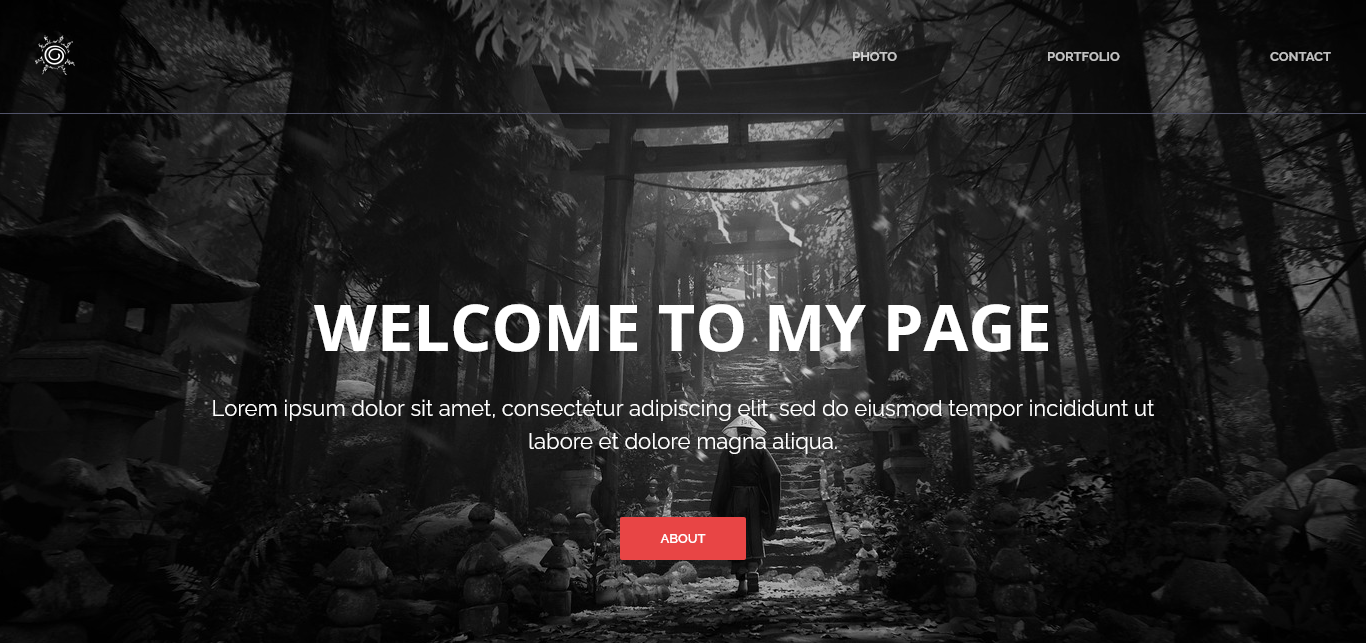 PHOTO
PORTFOLIO
CONTACT
WELCOME TO MY PAGE
Lorem ipsum dolor sit amet, consectetur adipiscing elit, sed do eiusmod tempor incididunt ut
labore et dolore magna aliqua.
ABOUT